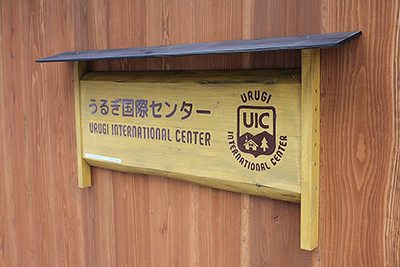 うるぎ国際センター
URUGI INTERNATIONAL CENTER
URUGI
UIC
INTERNATIONAL CENTER